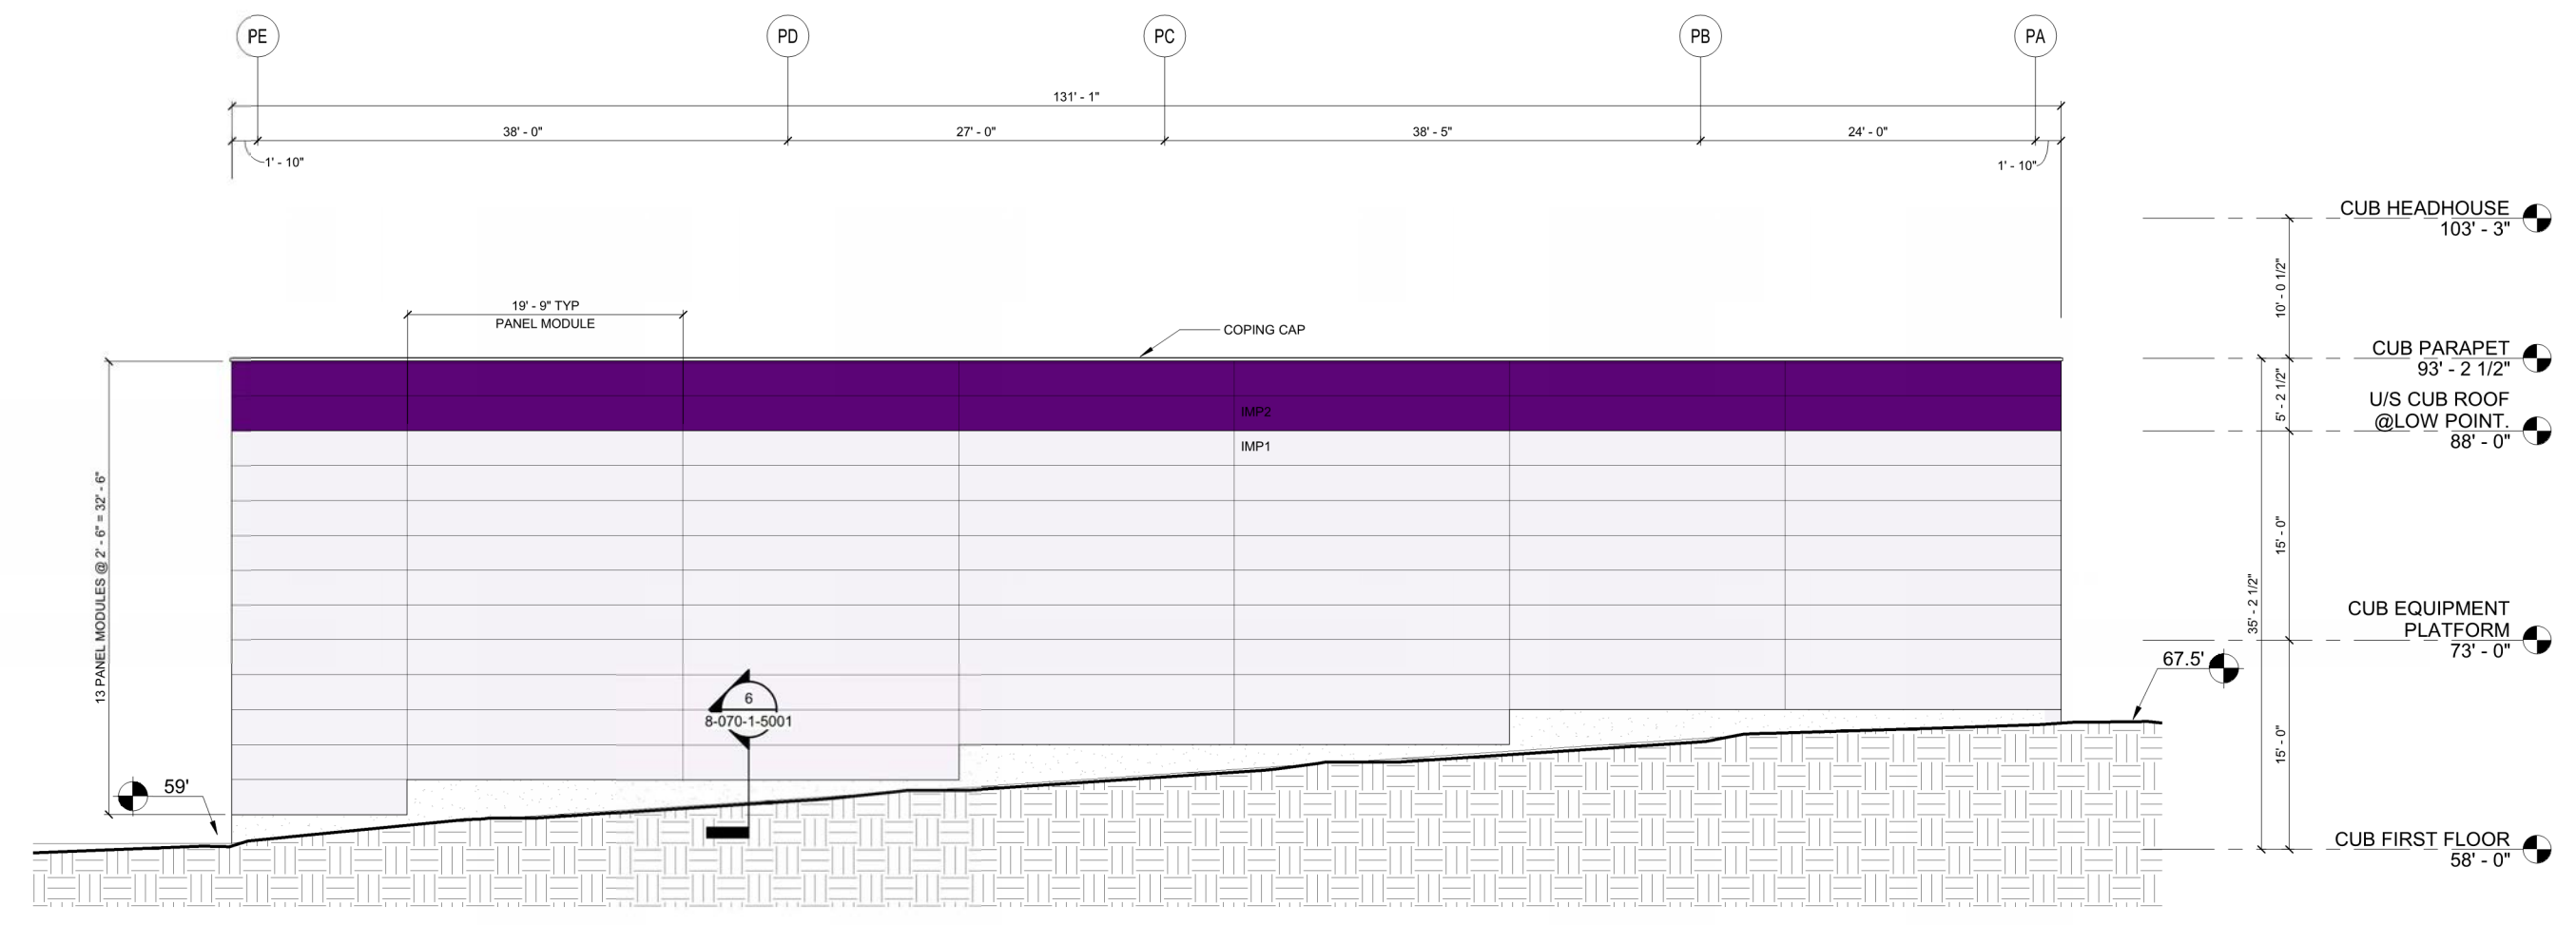 PE
PD
PC
PB
PA
131' - 1"
38' - 0"
27' - 0"
38' - 5"
24' - 0"
1' - 10"
1' - 10"
CUB HEADHOUSE
103' - 3"
10' - 0 1/2"
19' - 9" TYP
PANEL MODULE
COPING CAP
CUB PARAPET
93' - 2 1/2"
5' - 2 1/2"
U/S CUB ROOF
@LOW POINT.
88' - 0"
IMP2
IMP1
13 PANEL MODULES @ 2' - 6" = 32' - 6"
15' - 0"
35' - 2 1/2"
CUB EQUIPMENT
PLATFORM
73' - 0"
67.5'
6
8-070-1-5001
15' - 0"
59'
CUB FIRST FLOOR
58' - 0"